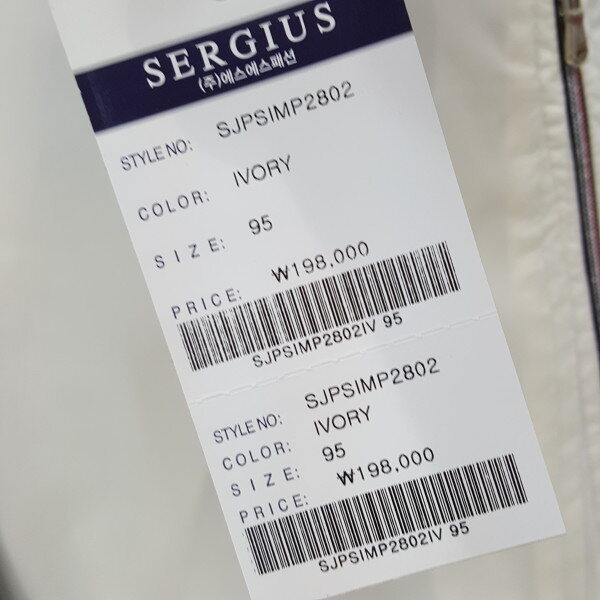 SERGIUS
(주)에스에스패션
STYLE NO: SJPSIMP2802
COLOR: IVORY
SIZE: 95
PRICE: ₩198,000
SJPSIMP2802IV 95
STYLE NO: SJPSIMP2802
COLOR: IVORY
SIZE: 95
PRICE: ₩198,000
SJPSIMP2802IV 95